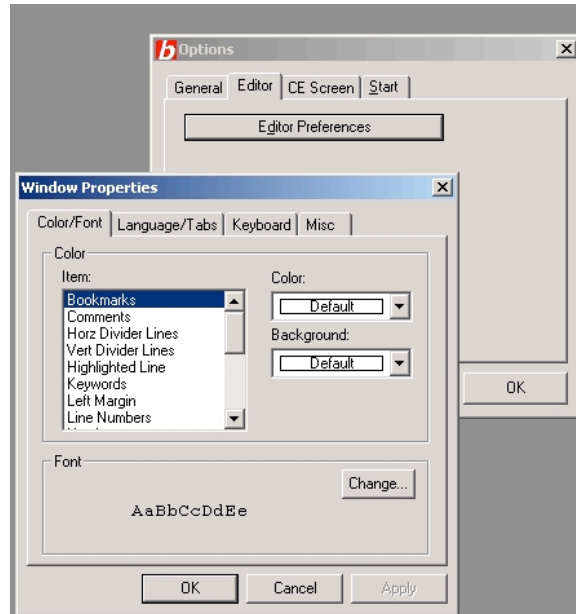 b Options
General Editor CE Screen Start
Editor Preferences
Window Properties
Color/Font Language/Tabs Keyboard Misc
Color
Item:
Bookmarks
Comments
Horz Divider Lines
Vert Divider Lines
Highlighted Line
Keywords
Left Margin
Line Numbers
Color:
Default
Background:
Default
OK
Font
Change...
AaBbCcDdEe
OK Cancel Apply